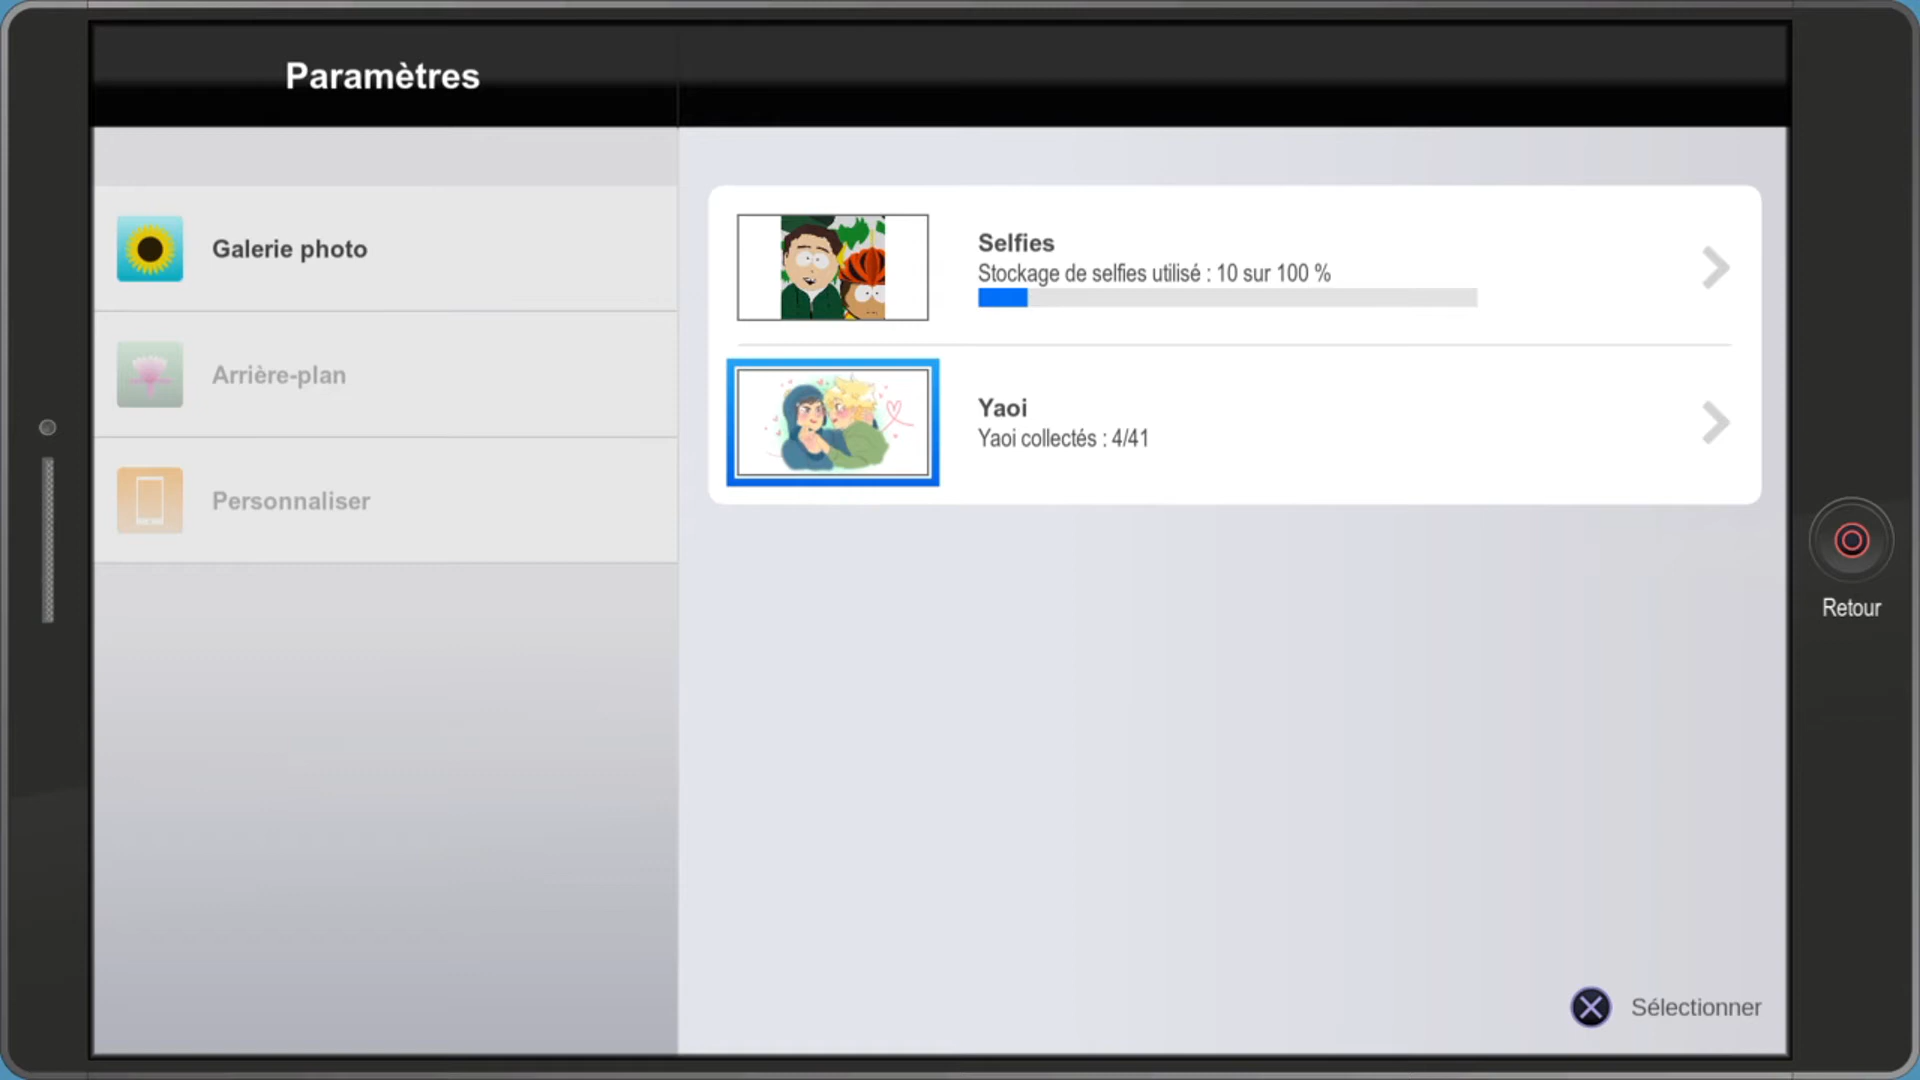 Paramètres
Galerie photo
Arrière-plan
Personnaliser
Selfies
Stockage de selfies utilisé : 10 sur 100 %
Yaoi
Yaoi collectés : 4/41
Retour
Sélectionner